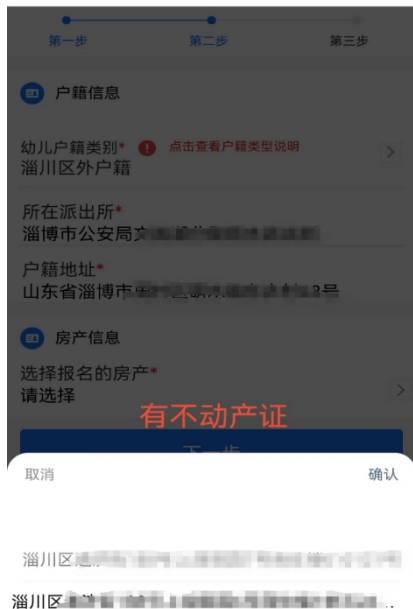 第一步 第二步 第三步
户籍信息
幼儿户籍类别* 点击查看户籍类型说明
淄川区外户籍
所在派出所*
淄博市公安局
户籍地址*
山东省淄博市 号
房产信息
选择报名的房产*
请选择
有不动产证
下一步
取消 确认
淄川区
淄川区